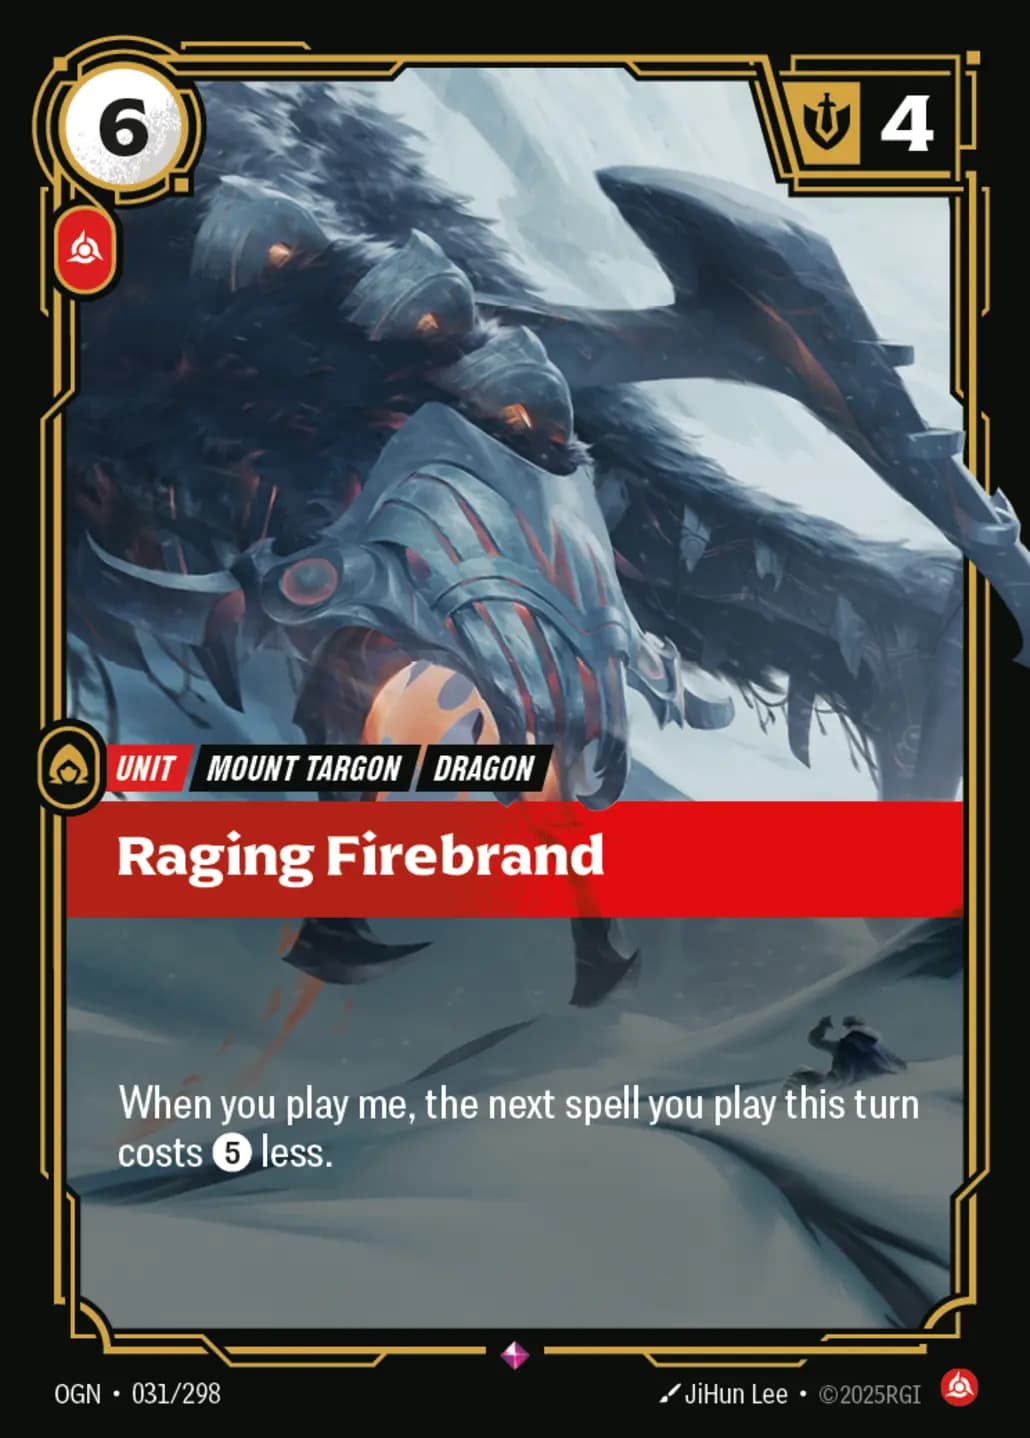 6
4
UNIT MOUNT TARGON DRAGON
Raging Firebrand
When you play me, the next spell you play this turn
costs 5 less.
OGN • 031/298
JiHun Lee • ©2025RGI